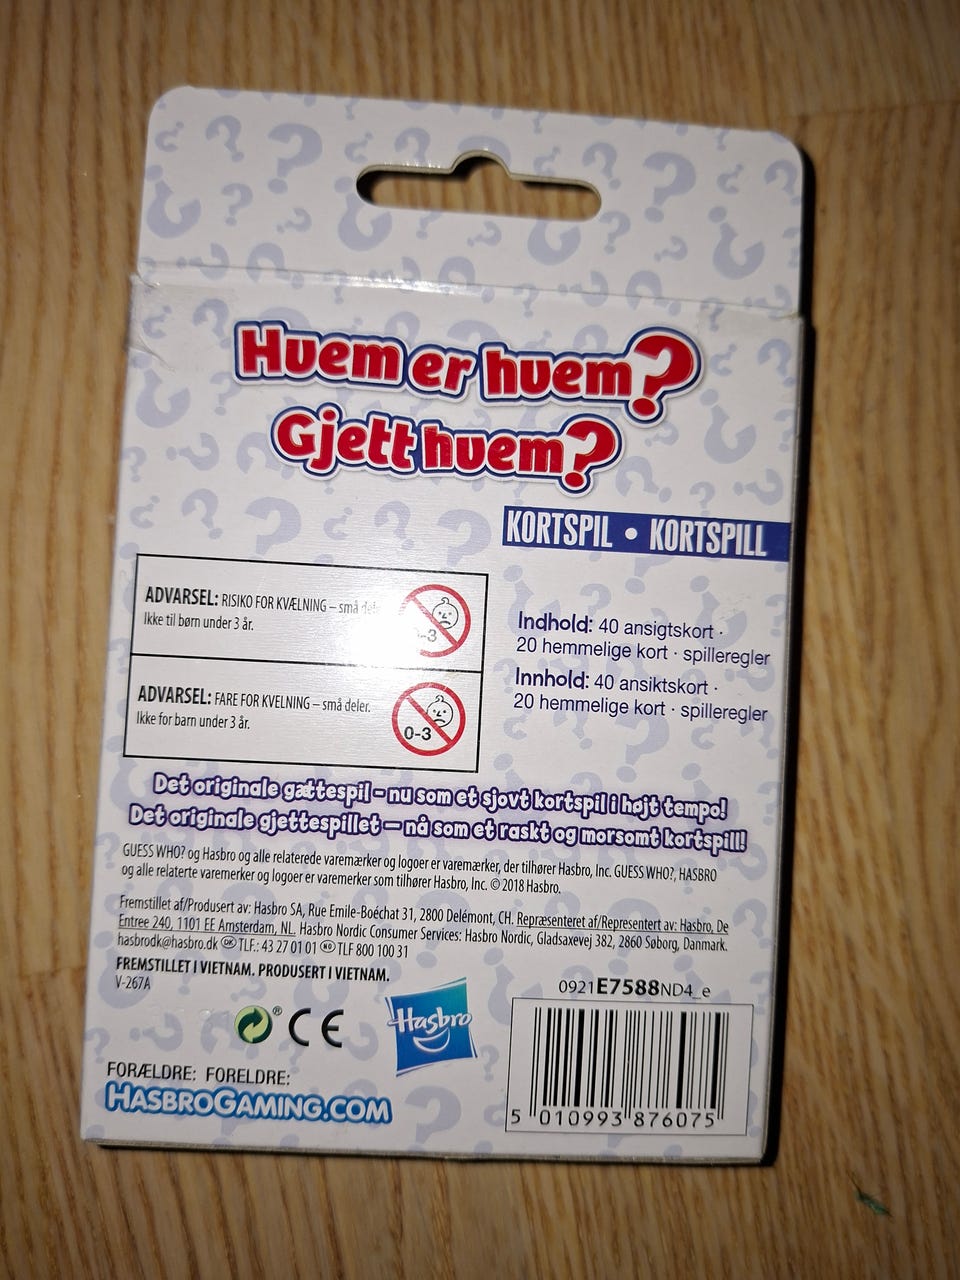 Hvem er hvem?
Gjett hvem?
KORTSPIL • KORTSPILL
ADVARSEL: RISIKO FOR KVÆLNING – små deler.
Ikke til børn under 3 år.
0-3
ADVARSEL: FARE FOR KVELNING – små deler.
Ikke for barn under 3 år.
0-3
Indhold: 40 ansigtskort ·
20 hemmelige kort · spilleregler
Innhold: 40 ansiktskort ·
20 hemmelige kort · spilleregler
Det originale gættespil – nu som et sjovt kortspil i højt tempo!
Det originale gjettespillet – nå som et raskt og morsomt kortspill!
GUESS WHO? og Hasbro og alle relaterede varemærker og logoer er varemærker, der tilhører Hasbro, Inc. GUESS WHO?, HASBRO
og alle relaterte varemerker og logoer er varemerker som tilhører Hasbro, Inc. © 2018 Hasbro.
Fremstillet af/Produsert av: Hasbro SA, Rue Emile-Boéchat 31, 2800 Delémont, CH. Repræsenteret af/Representert av: Hasbro, De
Entree 240, 1101 EE Amsterdam, NL. Hasbro Nordic Consumer Services: Hasbro Nordic, Gladsaxevej 382, 2860 Søborg, Danmark.
hasbrodk@hasbro.dk DK TLF.: 43 27 01 01 NO TLF 800 100 31
FREMSTILLET I VIETNAM. PRODUSERT I VIETNAM.
V-267A
® CE
Hasbro
0921E7588ND4_e
FORÆLDRE: FORELDRE:
HASBROGAMING.COM
5 010993 876075